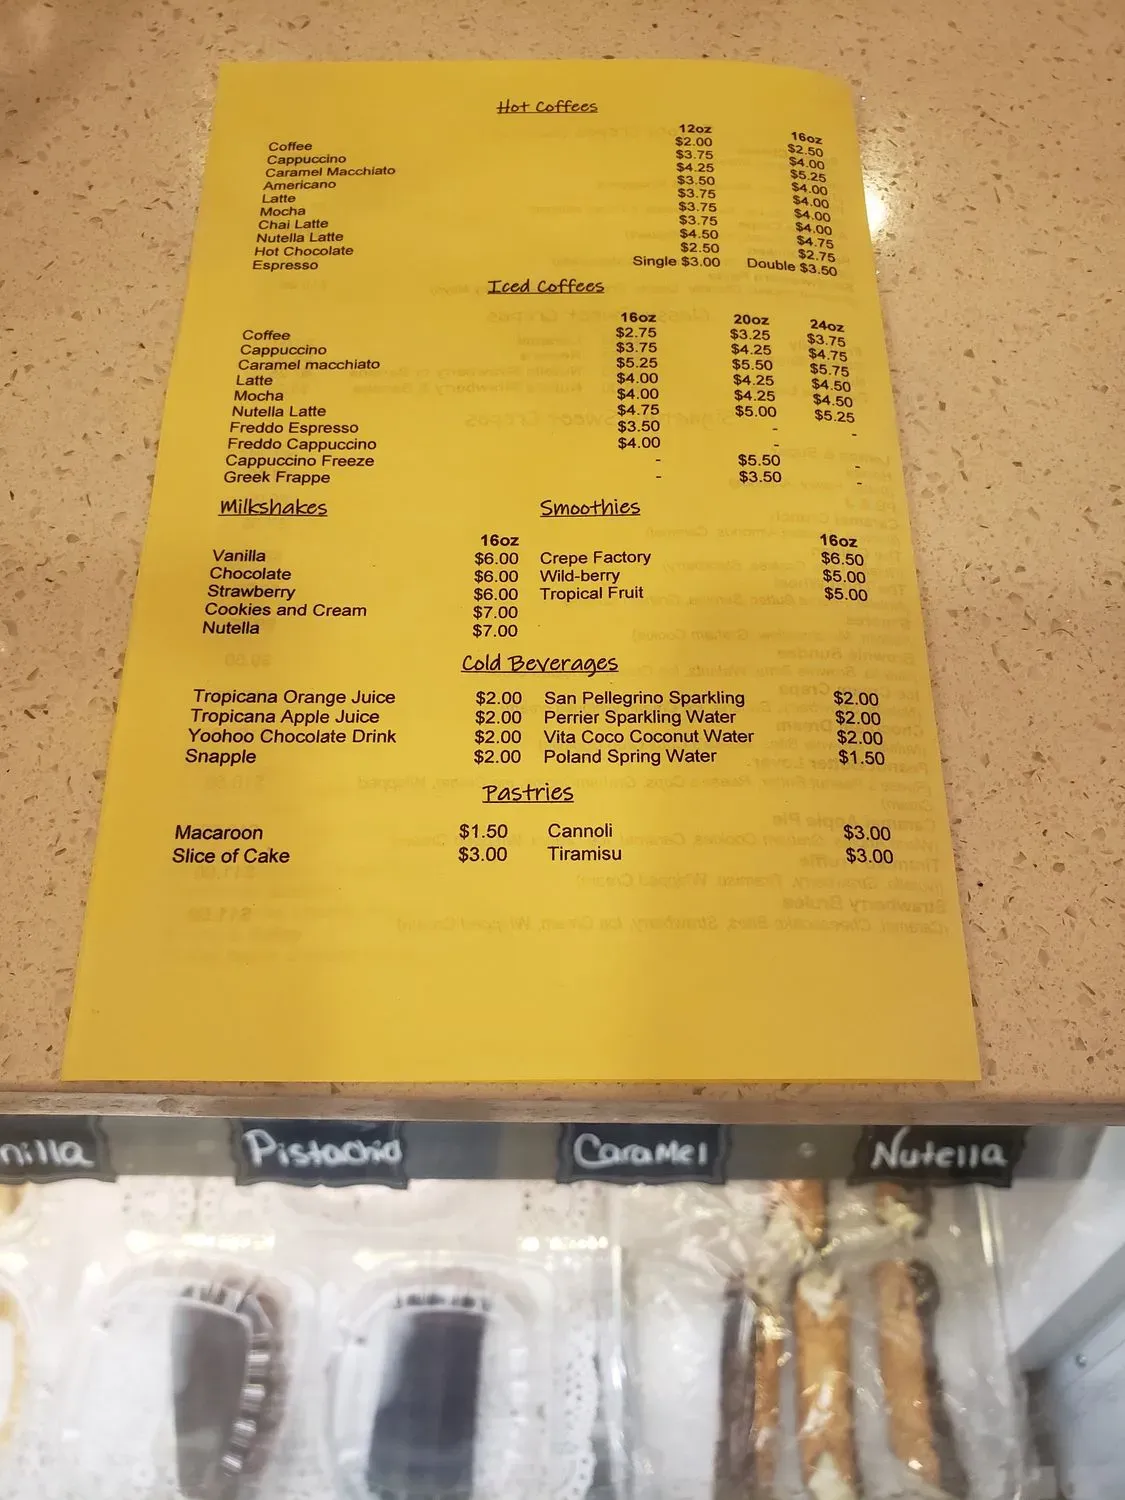 Hot Coffees
12oz 16oz
Coffee $2.00 $2.50
Cappuccino $3.75 $4.00
Caramel Macchiato $4.25 $5.25
Americano $3.50 $4.00
Latte $3.75 $4.00
Mocha $3.75 $4.00
Chai Latte $3.75 $4.00
Nutella Latte $4.50 $4.75
Hot Chocolate $2.50 $2.75
Espresso Single $3.00 Double $3.50
Iced Coffees
16oz 20oz 24oz
Coffee $2.75 $3.25 $3.75
Cappuccino $3.75 $4.25 $4.75
Caramel macchiato $5.25 $5.50 $5.75
Latte $4.00 $4.25 $4.50
Mocha $4.00 $4.25 $4.50
Nutella Latte $4.75 $5.00 $5.25
Freddo Espresso $3.50 - -
Freddo Cappuccino $4.00 -
Cappuccino Freeze - $5.50 -
Greek Frappe - $3.50 -
Milkshakes Smoothies
16oz 16oz
Vanilla $6.00 Crepe Factory $6.50
Chocolate $6.00 Wild-berry $5.00
Strawberry $6.00 Tropical Fruit $5.00
Cookies and Cream $7.00
Nutella $7.00
Cold Beverages
Tropicana Orange Juice $2.00 San Pellegrino Sparkling $2.00
Tropicana Apple Juice $2.00 Perrier Sparkling Water $2.00
Yoohoo Chocolate Drink $2.00 Vita Coco Coconut Water $2.00
Snapple $2.00 Poland Spring Water $1.50
Pastries
Macaroon $1.50 Cannoli $3.00
Slice of Cake $3.00 Tiramisu $3.00
nilla Pistachio Caramel Nutella